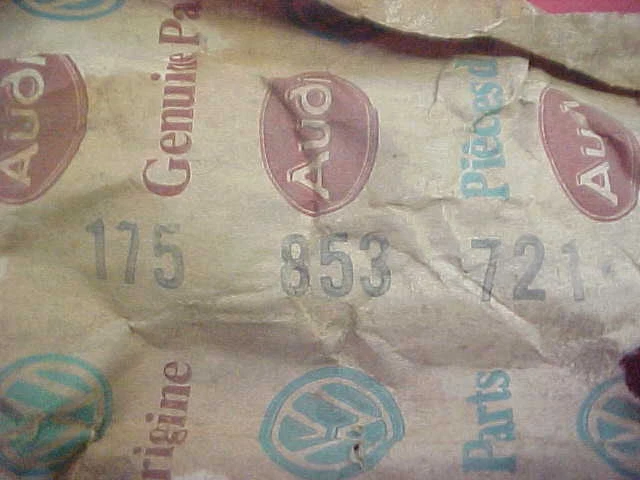 Audi
Genuine Pa
Audi
Pièces d
Audi
175 853 721
rigine
Parts